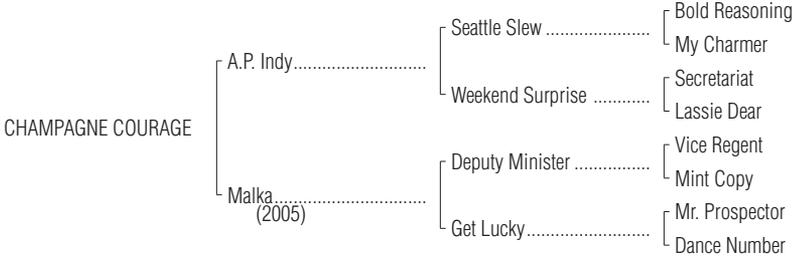 Bold Reasoning
Seattle Slew ......................
My Charmer
A.P. Indy...........................
Secretariat
Weekend Surprise ............
Lassie Dear
CHAMPAGNE COURAGE
Vice Regent
Deputy Minister ................
Mint Copy
Malka...............................
(2005)
Mr. Prospector
Get Lucky.........................
Dance Number